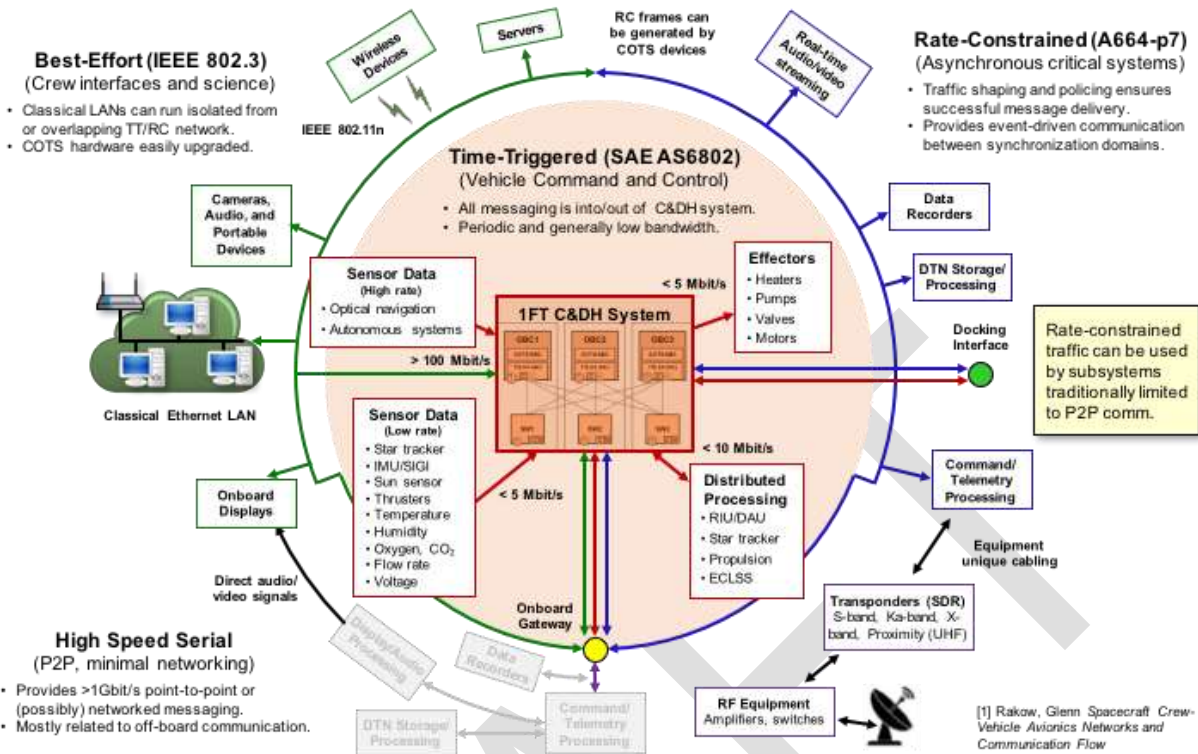 Best-Effort (IEEE 802.3)
(Crew interfaces and science)
• Classical LANs can run isolated from
or overlapping TT/RC network.
• COTS hardware easily upgraded.
Wireless
Devices
IEEE 802.11n
Servers
RC frames can
be generated by
COTS devices
Real-time
Audio/video
streaming
Rate-Constrained (A664-p7)
(Asynchronous critical systems)
• Traffic shaping and policing ensures
successful message delivery.
• Provides event-driven communication
between synchronization domains.
Time-Triggered (SAE AS6802)
(Vehicle Command and Control)
• All messaging is into/out of C&DH system.
• Periodic and generally low bandwidth.
Cameras,
Audio, and
Portable
Devices
Data
Recorders
DTN Storage/
Processing
Sensor Data
(High rate)
• Optical navigation
• Autonomous systems
< 5 Mbit/s
Effectors
• Heaters
• Pumps
• Valves
• Motors
1FT C&DH System
OBC1
OBC2
OBC3
> 100 Mbit/s
Docking
Interface
Rate-constrained
traffic can be used
by subsystems
traditionally limited
to P2P comm.
Classical Ethernet LAN
Sensor Data
(Low rate)
• Star tracker
• IMU/SIGI
• Sun sensor
• Thrusters
• Temperature
• Humidity
• Oxygen, CO₂
• Flow rate
• Voltage
< 5 Mbit/s
SW1
SW2
< 10 Mbit/s
Distributed
Processing
• RIU/DAU
• Star tracker
• Propulsion
• ECLSS
Command/
Telemetry
Processing
Onboard
Displays
Equipment
unique cabling
Direct audio/
video signals
Onboard
Gateway
Transponders (SDR)
S-band, Ka-band, X-
band, Proximity (UHF)
High Speed Serial
(P2P, minimal networking)
• Provides >1Gbit/s point-to-point or
(possibly) networked messaging.
• Mostly related to off-board communication.
Display/Audio
Processing
Data
Recorders
DTN Storage/
Processing
Command/
Telemetry
Processing
RF Equipment
Amplifiers, switches
[1] Rakow, Glenn Spacecraft Crew-
Vehicle Avionics Networks and
Communication Flow